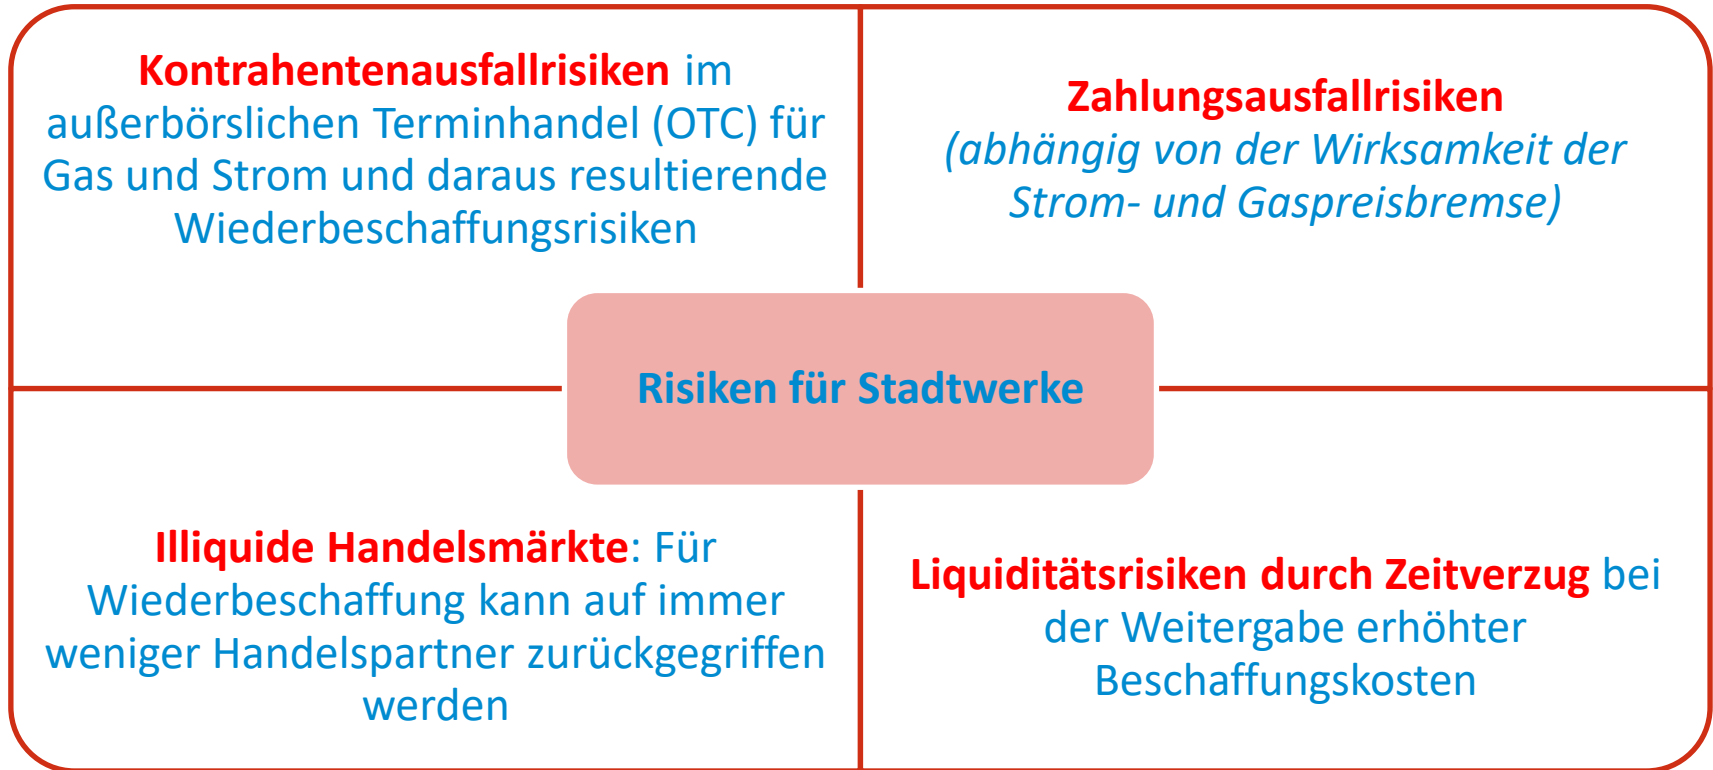 Kontrahentenausfallrisiken im
außerbörslichen Terminhandel (OTC) für
Gas und Strom und daraus resultierende
Wiederbeschaffungsrisiken
Zahlungsausfallrisiken
(abhängig von der Wirksamkeit der
Strom- und Gaspreisbremse)
Risiken für Stadtwerke
Illiquide Handelsmärkte: Für
Wiederbeschaffung kann auf immer
weniger Handelspartner zurückgegriffen
werden
Liquiditätsrisiken durch Zeitverzug bei
der Weitergabe erhöhter
Beschaffungskosten